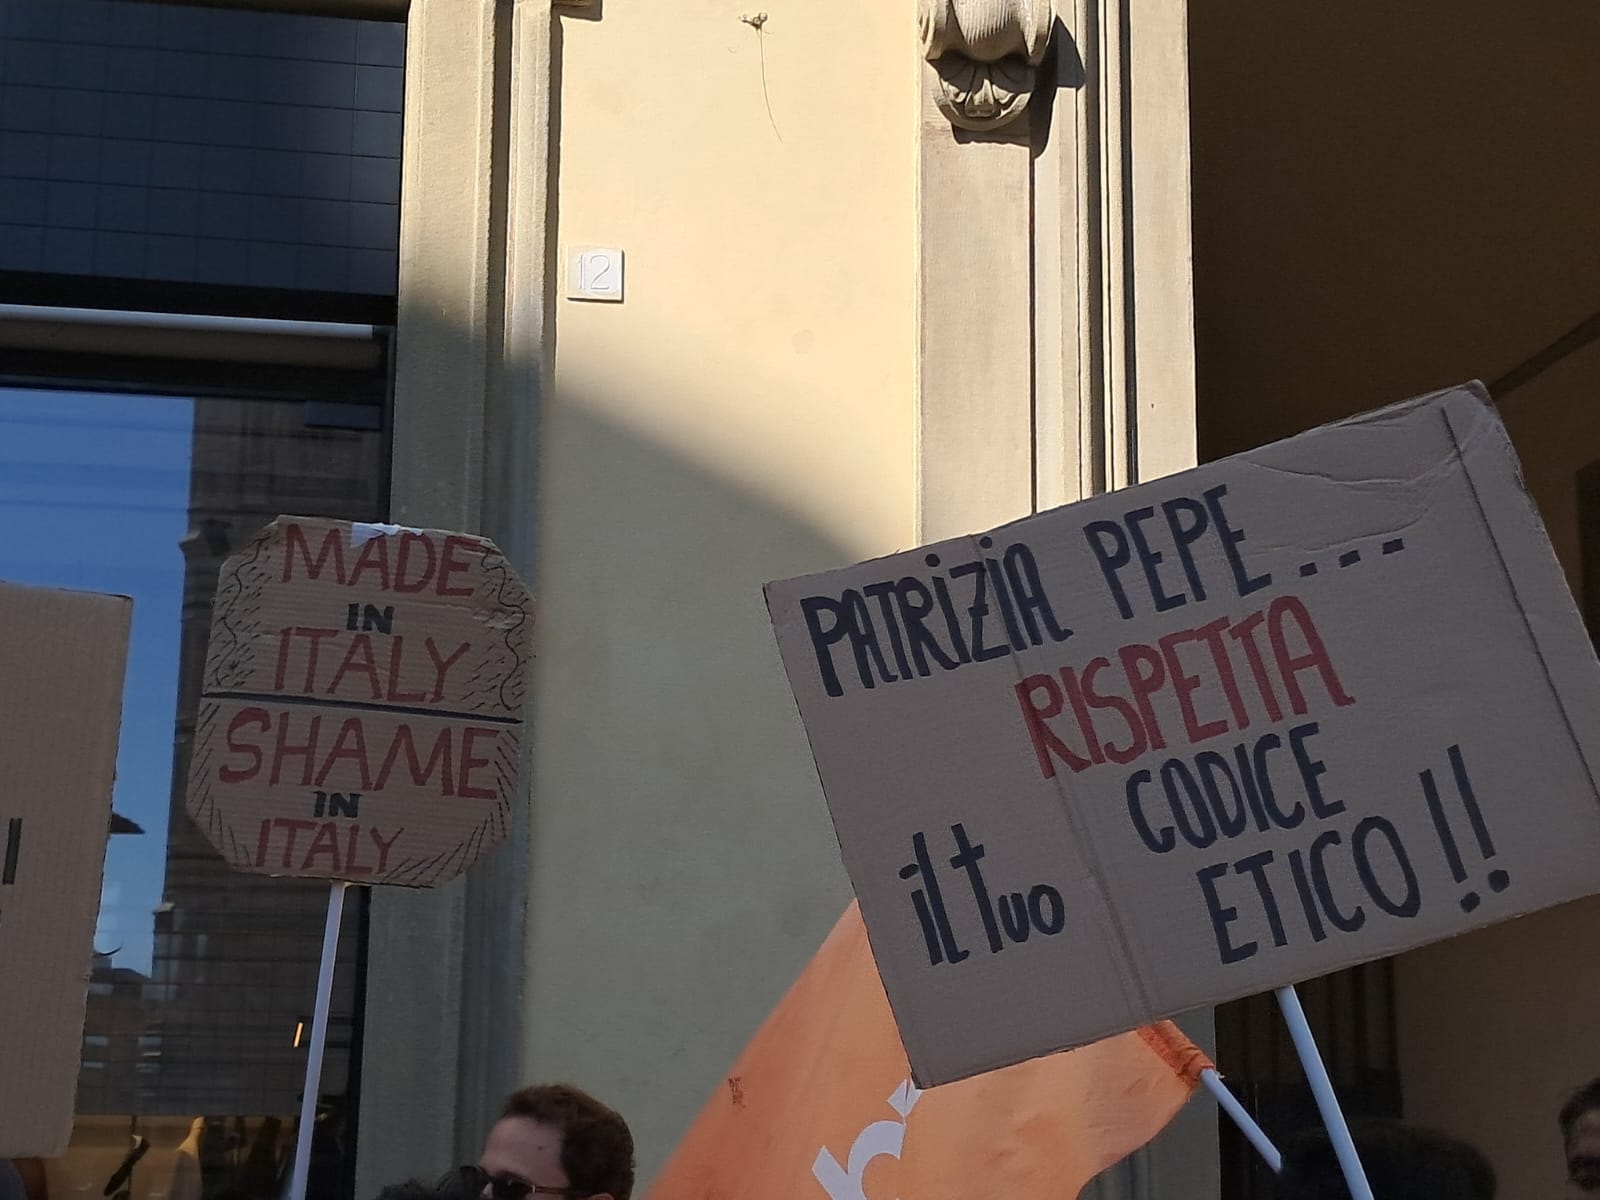 12
MADE
IN
ITALY
SHAME
IN
ITALY
PATRIZIA PEPE...
RISPETTA
il tuo CODICE
ETICO!!